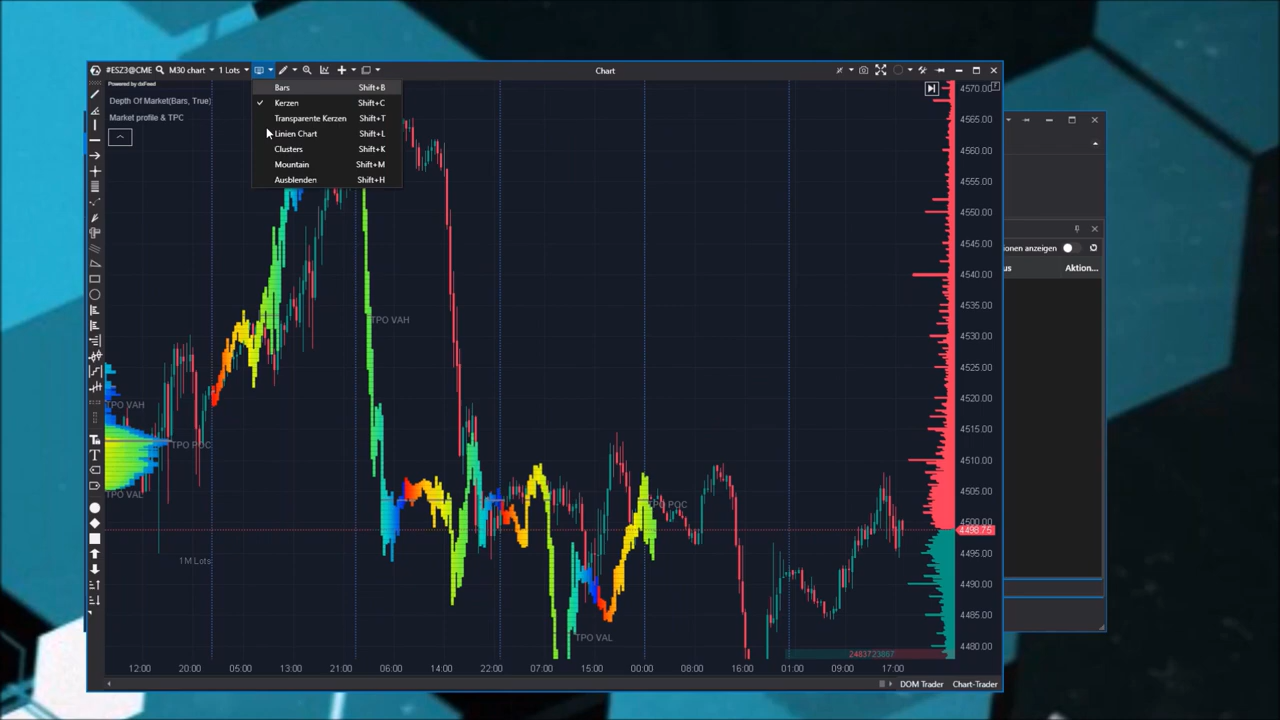 #ESZ3@CME M30 chart 1 Lots Chart
Powered by dxFeed
Depth Of Market(Bars, True)
Market profile & TPC
Bars Shift+B
Kerzen Shift+C
Transparente Kerzen Shift+T
Linien Chart Shift+L
Clusters Shift+K
Mountain Shift+M
Ausblenden Shift+H
TPO VAH
TPO VAH
TPO POC
TPO VAL
TPO POC
1M Lots
TPO VAL
4570.00
4565.00
4560.00
4555.00
4550.00
4545.00
4540.00
4535.00
4530.00
4525.00
4520.00
4515.00
4510.00
4505.00
4500.00
4498.75
4495.00
4490.00
4485.00
4480.00
12:00 20:00 05:00 13:00 21:00 06:00 14:00 22:00 07:00 15:00 00:00 08:00 16:00 01:00 09:00 17:00
DOM Trader Chart-Trader
ionen anzeigen
us Aktion...